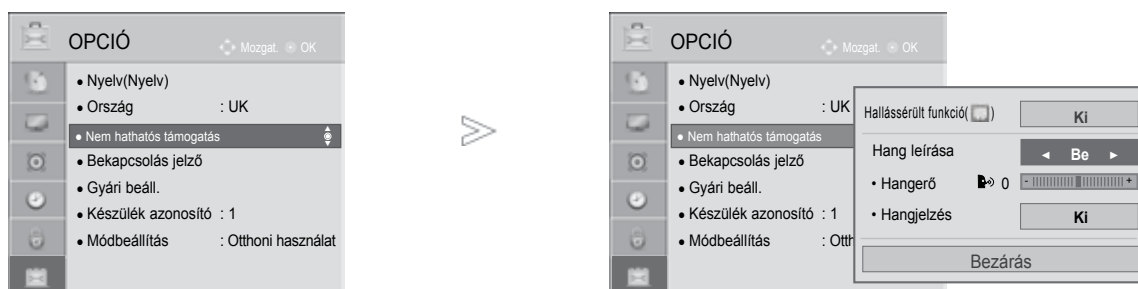 OPCIÓ
Mozgat. OK
• Nyelv(Nyelv)
• Ország : UK
• Nem hathatós támogatás
• Bekapcsolás jelző
• Gyári beáll.
• Készülék azonosító : 1
• Módbeállítás : Otthoni használat
OPCIÓ
Mozgat. OK
• Nyelv(Nyelv)
• Ország : UK
• Nem hathatós támogatás
• Bekapcsolás jelző
• Gyári beáll.
• Készülék azonosító : 1
• Módbeállítás : Otth
Hallássérült funkció( ) Ki
Hang leírása ◄ Be ►
• Hangerő 0 - +
• Hangjelzés Ki
Bezárás